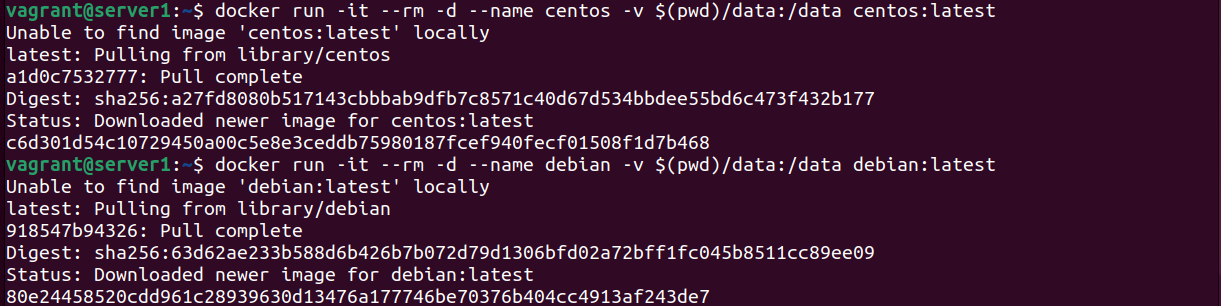 vagrant@server1:~$ docker run -it --rm -d --name centos -v $(pwd)/data:/data centos:latest
Unable to find image 'centos:latest' locally
latest: Pulling from library/centos
a1d0c7532777: Pull complete
Digest: sha256:a27fd8080b517143cbbbab9dfb7c8571c40d67d534bbdee55bd6c473f432b177
Status: Downloaded newer image for centos:latest
c6d301d54c10729450a00c5e8e3ceddb75980187fcef940fecf01508f1d7b468
vagrant@server1:~$ docker run -it --rm -d --name debian -v $(pwd)/data:/data debian:latest
Unable to find image 'debian:latest' locally
latest: Pulling from library/debian
918547b94326: Pull complete
Digest: sha256:63d62ae233b588d6b426b7b072d79d1306bfd02a72bff1fc045b8511cc89ee09
Status: Downloaded newer image for debian:latest
80e24458520cdd961c28939630d13476a177746be70376b404cc4913af243de7